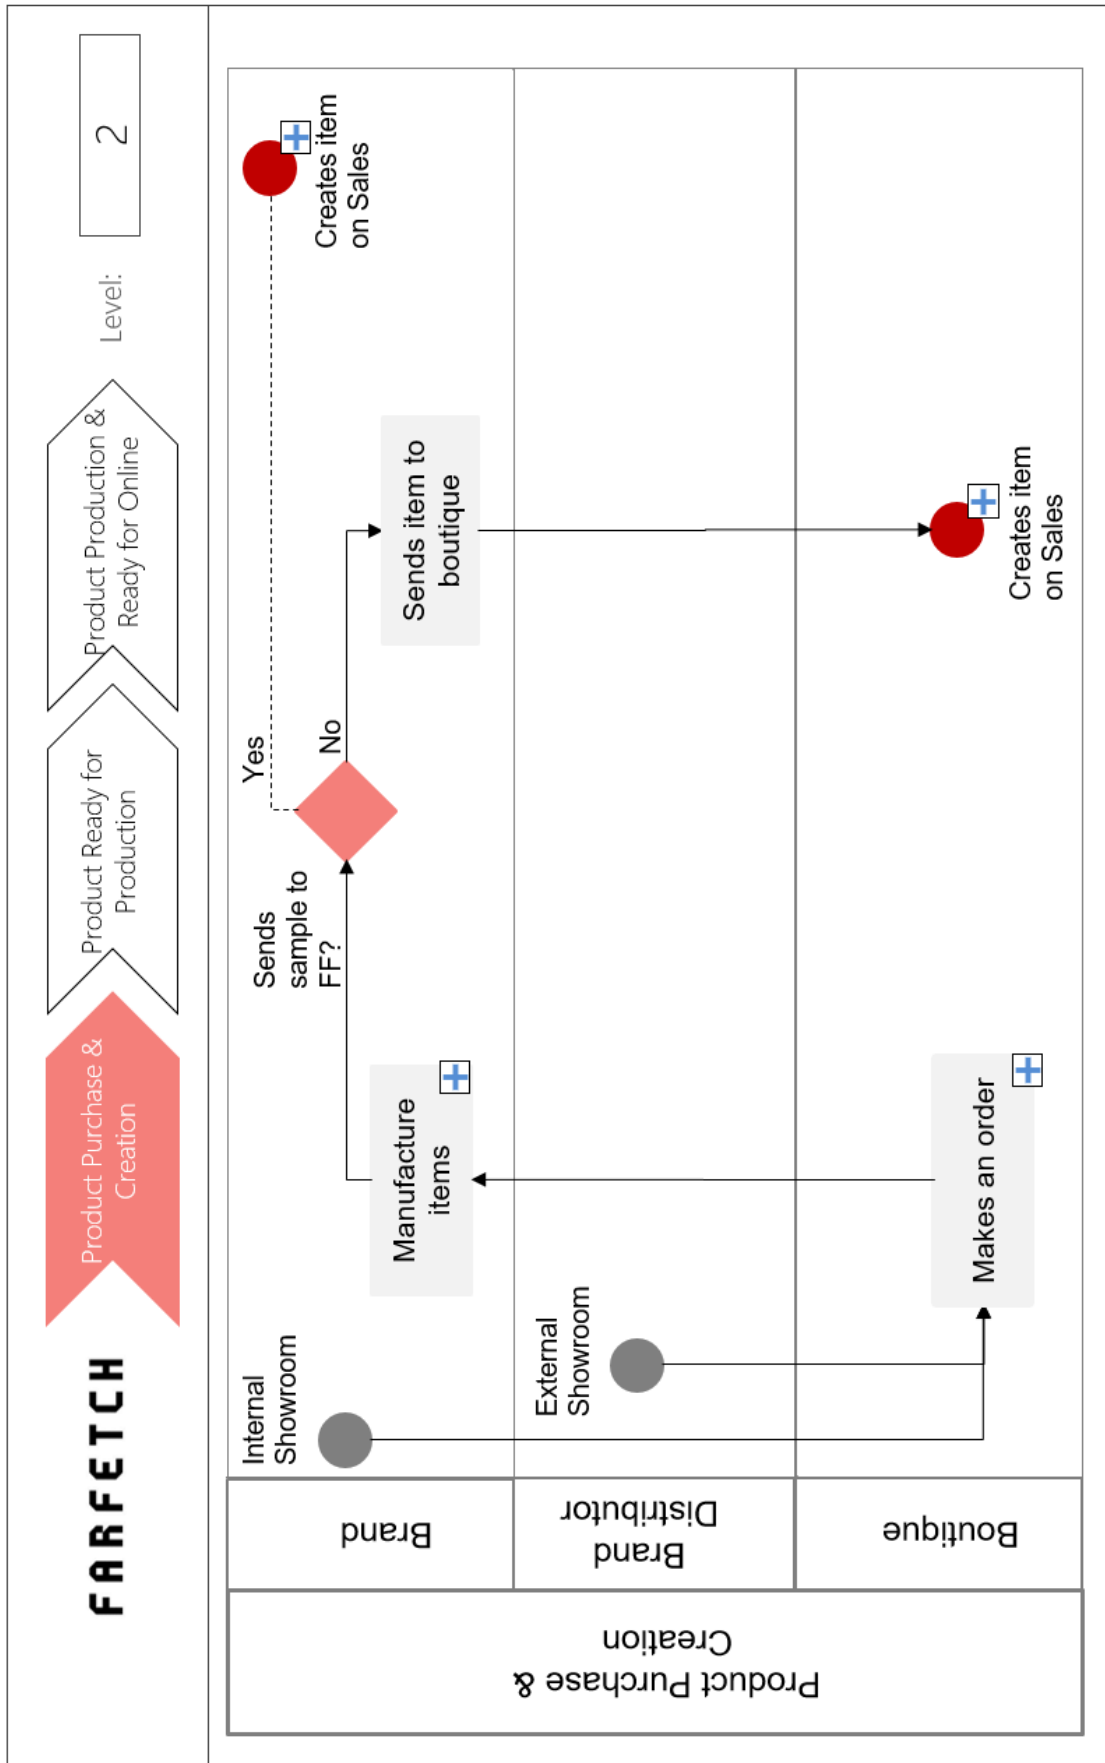 FARFETCH
Product Purchase &
Creation
Product Ready for
Production
Product Production &
Ready for Online
Level:
2
Product Purchase &
Creation
Brand
Internal
Showroom
Manufacture
items
Sends
sample to
FF?
Yes
No
Sends item to
boutique
Creates item
on Sales
Brand
Distributor
External
Showroom
Boutique
Makes an order
Creates item
on Sales